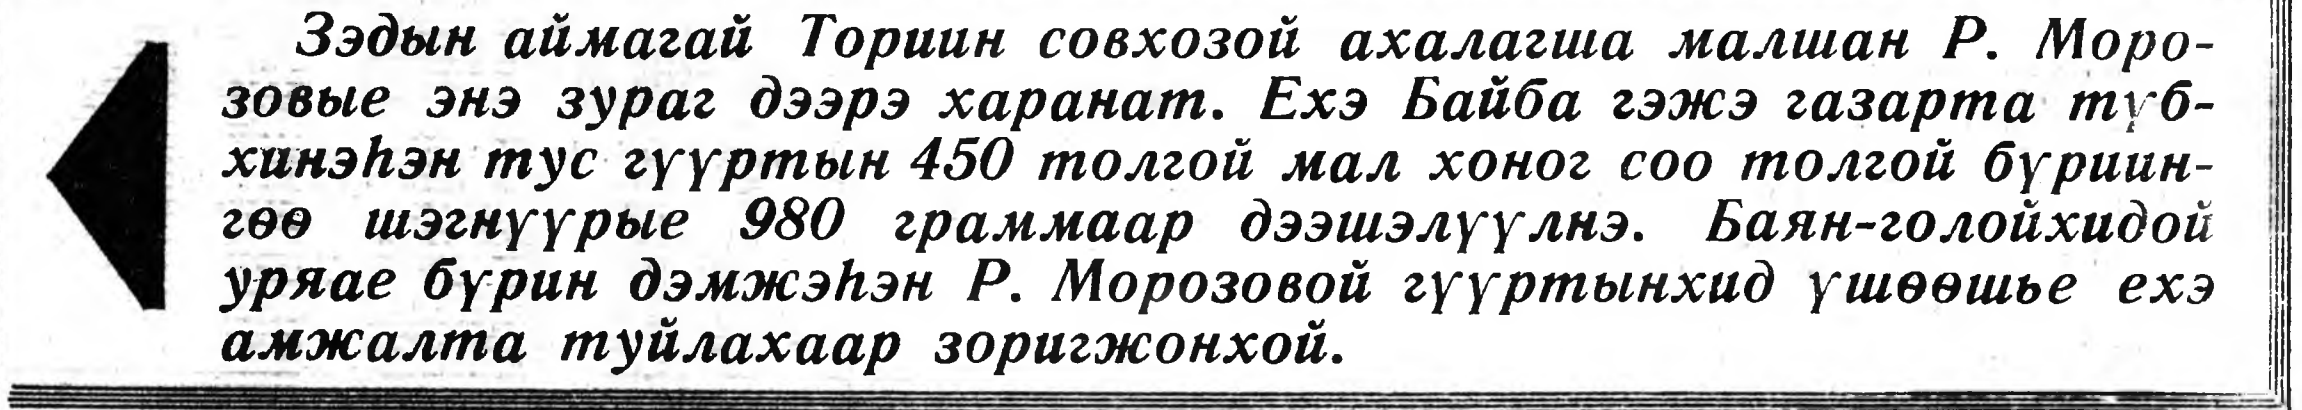 Зэдын аймагай Ториин совхозой ахалагша малшан Р. Моро-
зовые энэ зураг дээрэ харанат. Ехэ Байба гэжэ газарта түб-
хинэһэн тус гүүртын 450 толгой мал хоног соо толгой бүриин-
гөө шэгнүүрые 980 граммаар дээшэлүүлнэ. Баян-голойхидой
уряае бүрин дэмжэһэн Р. Морозовой гүүртынхид үшөөшье ехэ
амжалта туйлахаар зоригжонхой.